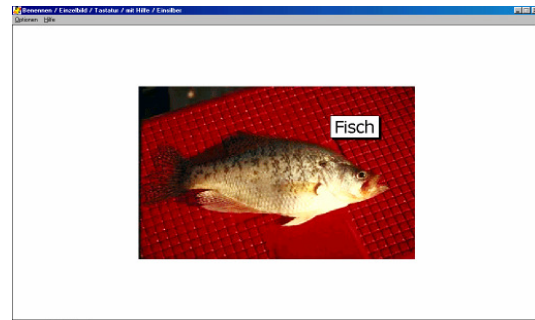 Benennen / Einzelbild / Tastatur / mit Hilfe / Einsilber
Optionen Hilfe
Fisch